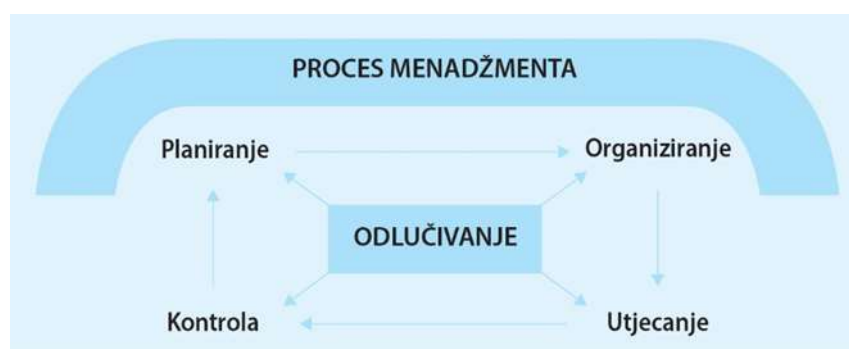 PROCES MENADŽMENTA
Planiranje
Organiziranje
ODLUČIVANJE
Kontrola
Utjecanje